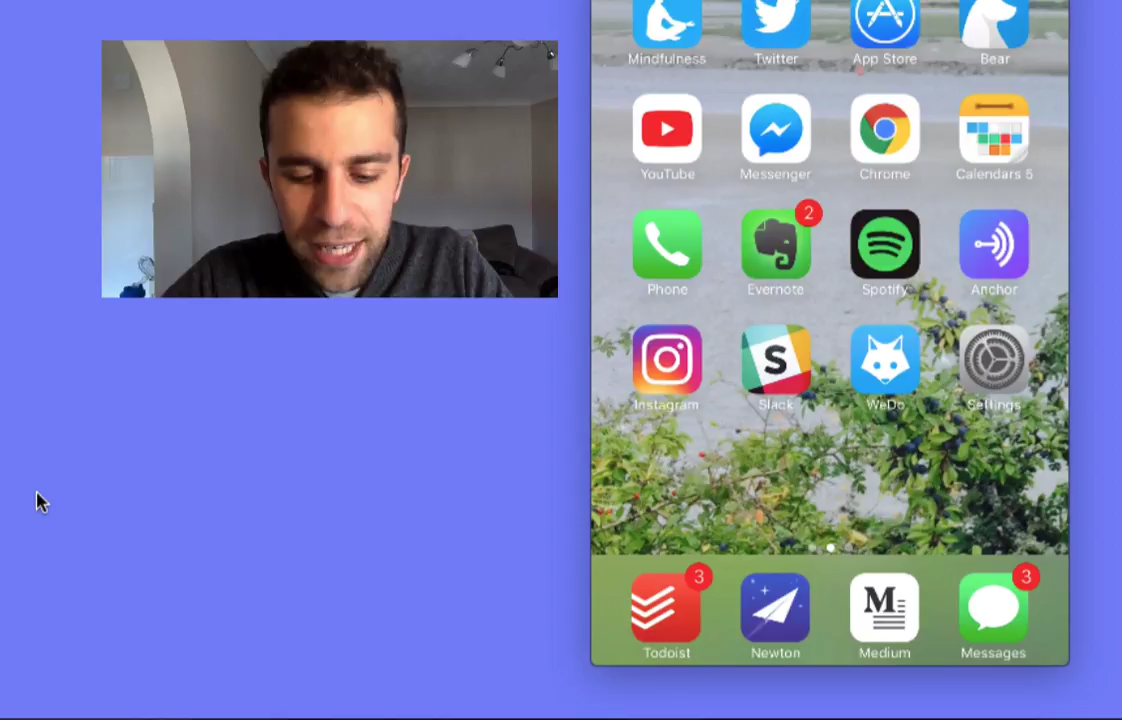 Mindfulness Twitter App Store Bear
YouTube Messenger Chrome Calendars 5
2
Phone Evernote Spotify Anchor
S
Instagram Slack WeDo Settings
3 M 3
Todoist Newton Medium Messages